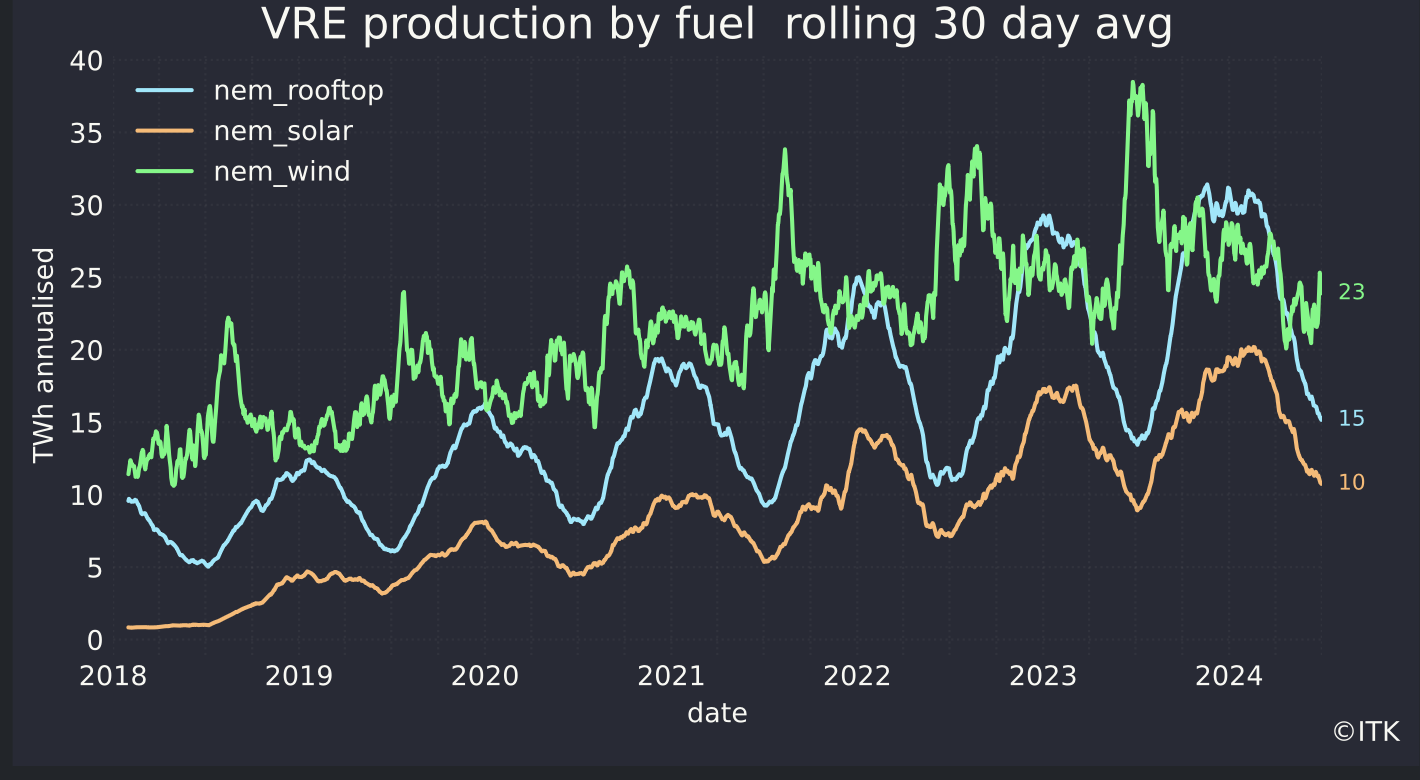 VRE production by fuel  rolling 30 day avg
40
35
30
25
20
15
10
5
0
TWh annualised
nem_rooftop
nem_solar
nem_wind
23
15
10
2018 2019 2020 2021 2022 2023 2024
date
©ITK